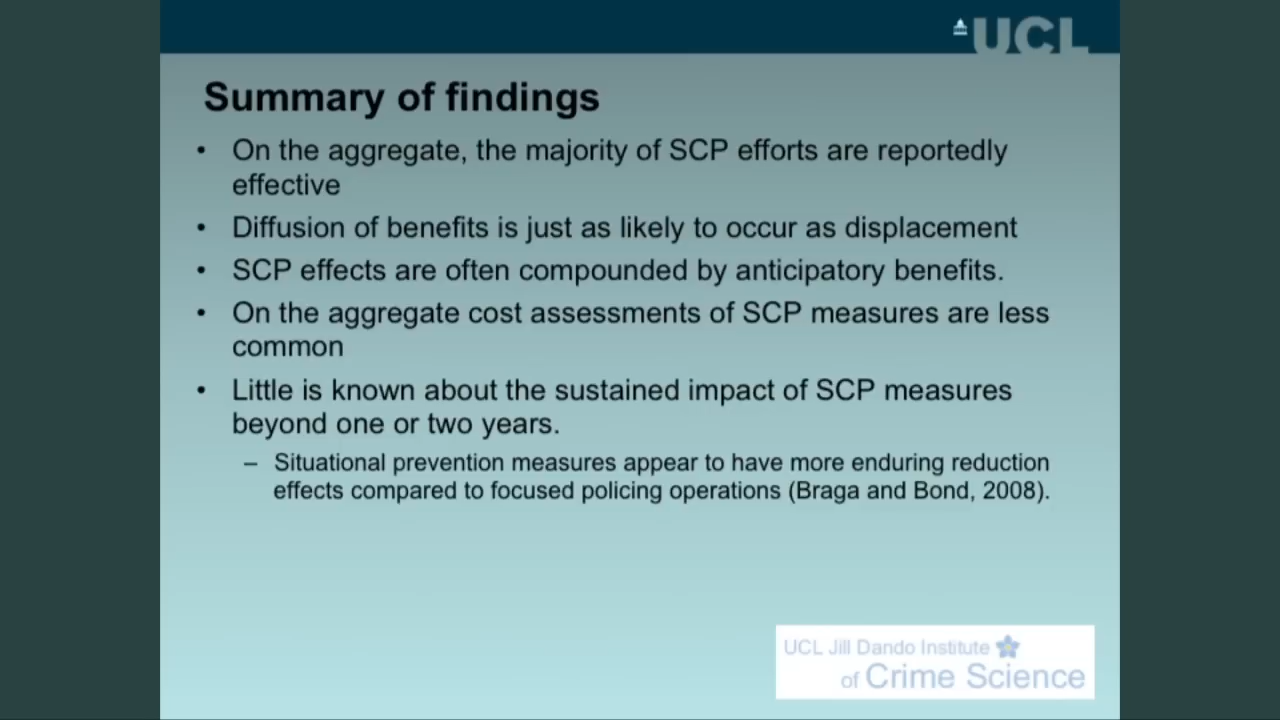 UCL
Summary of findings
• On the aggregate, the majority of SCP efforts are reportedly
effective
• Diffusion of benefits is just as likely to occur as displacement
• SCP effects are often compounded by anticipatory benefits.
• On the aggregate cost assessments of SCP measures are less
common
• Little is known about the sustained impact of SCP measures
beyond one or two years.
– Situational prevention measures appear to have more enduring reduction
effects compared to focused policing operations (Braga and Bond, 2008).
UCL Jill Dando Institute
of Crime Science